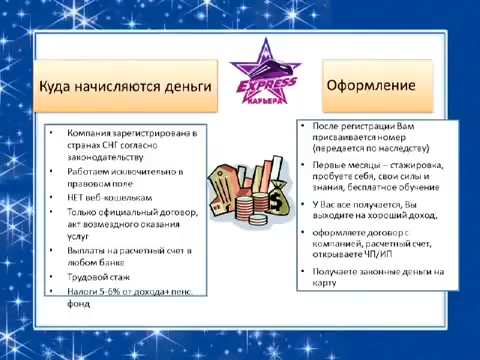 Куда начисляются деньги
EXPRESS
КАРЬЕРА
Оформление
• Компания зарегистрирована в
странах СНГ согласно
законодательству
• Работаем исключительно в
правовом поле
• НЕТ веб-кошелькам
• Только официальный договор,
акт возмездного оказания
услуг
• Выплаты на расчетный счет в
любом банке
• Трудовой стаж
• Налоги 5-6% от дохода+ пенс.
фонд
• После регистрации Вам
присваивается номер
(передается по наследству)
• Первые месяцы – стажировка,
пробуете себя, свои силы и
знания, бесплатное обучение
• У Вас все получается, Вы
выходите на хороший доход,
• оформляете договор с
компанией, расчетный счет,
открываете ЧП/ИП
• Получаете законные деньги на
карту